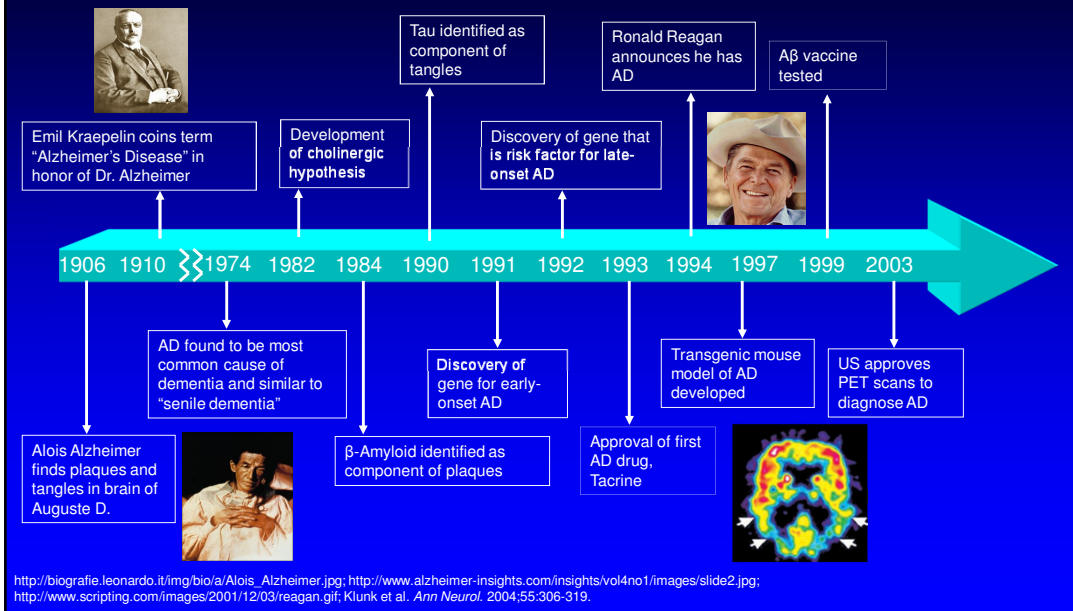 Tau identified as
component of
tangles
Ronald Reagan
announces he has
AD
Aβ vaccine
tested
Emil Kraepelin coins term
“Alzheimer’s Disease” in
honor of Dr. Alzheimer
Development
of cholinergic
hypothesis
Discovery of gene that
is risk factor for late-
onset AD
1906 1910 1974 1982 1984 1990 1991 1992 1993 1994 1997 1999 2003
AD found to be most
common cause of
dementia and similar to
“senile dementia”
Discovery of
gene for early-
onset AD
Transgenic mouse
model of AD
developed
US approves
PET scans to
diagnose AD
Alois Alzheimer
finds plaques and
tangles in brain of
Auguste D.
β-Amyloid identified as
component of plaques
Approval of first
AD drug,
Tacrine
http://biografie.leonardo.it/img/bio/a/Alois_Alzheimer.jpg; http://www.alzheimer-insights.com/insights/vol4no1/images/slide2.jpg;
http://www.scripting.com/images/2001/12/03/reagan.gif; Klunk et al. Ann Neurol. 2004;55:306-319.